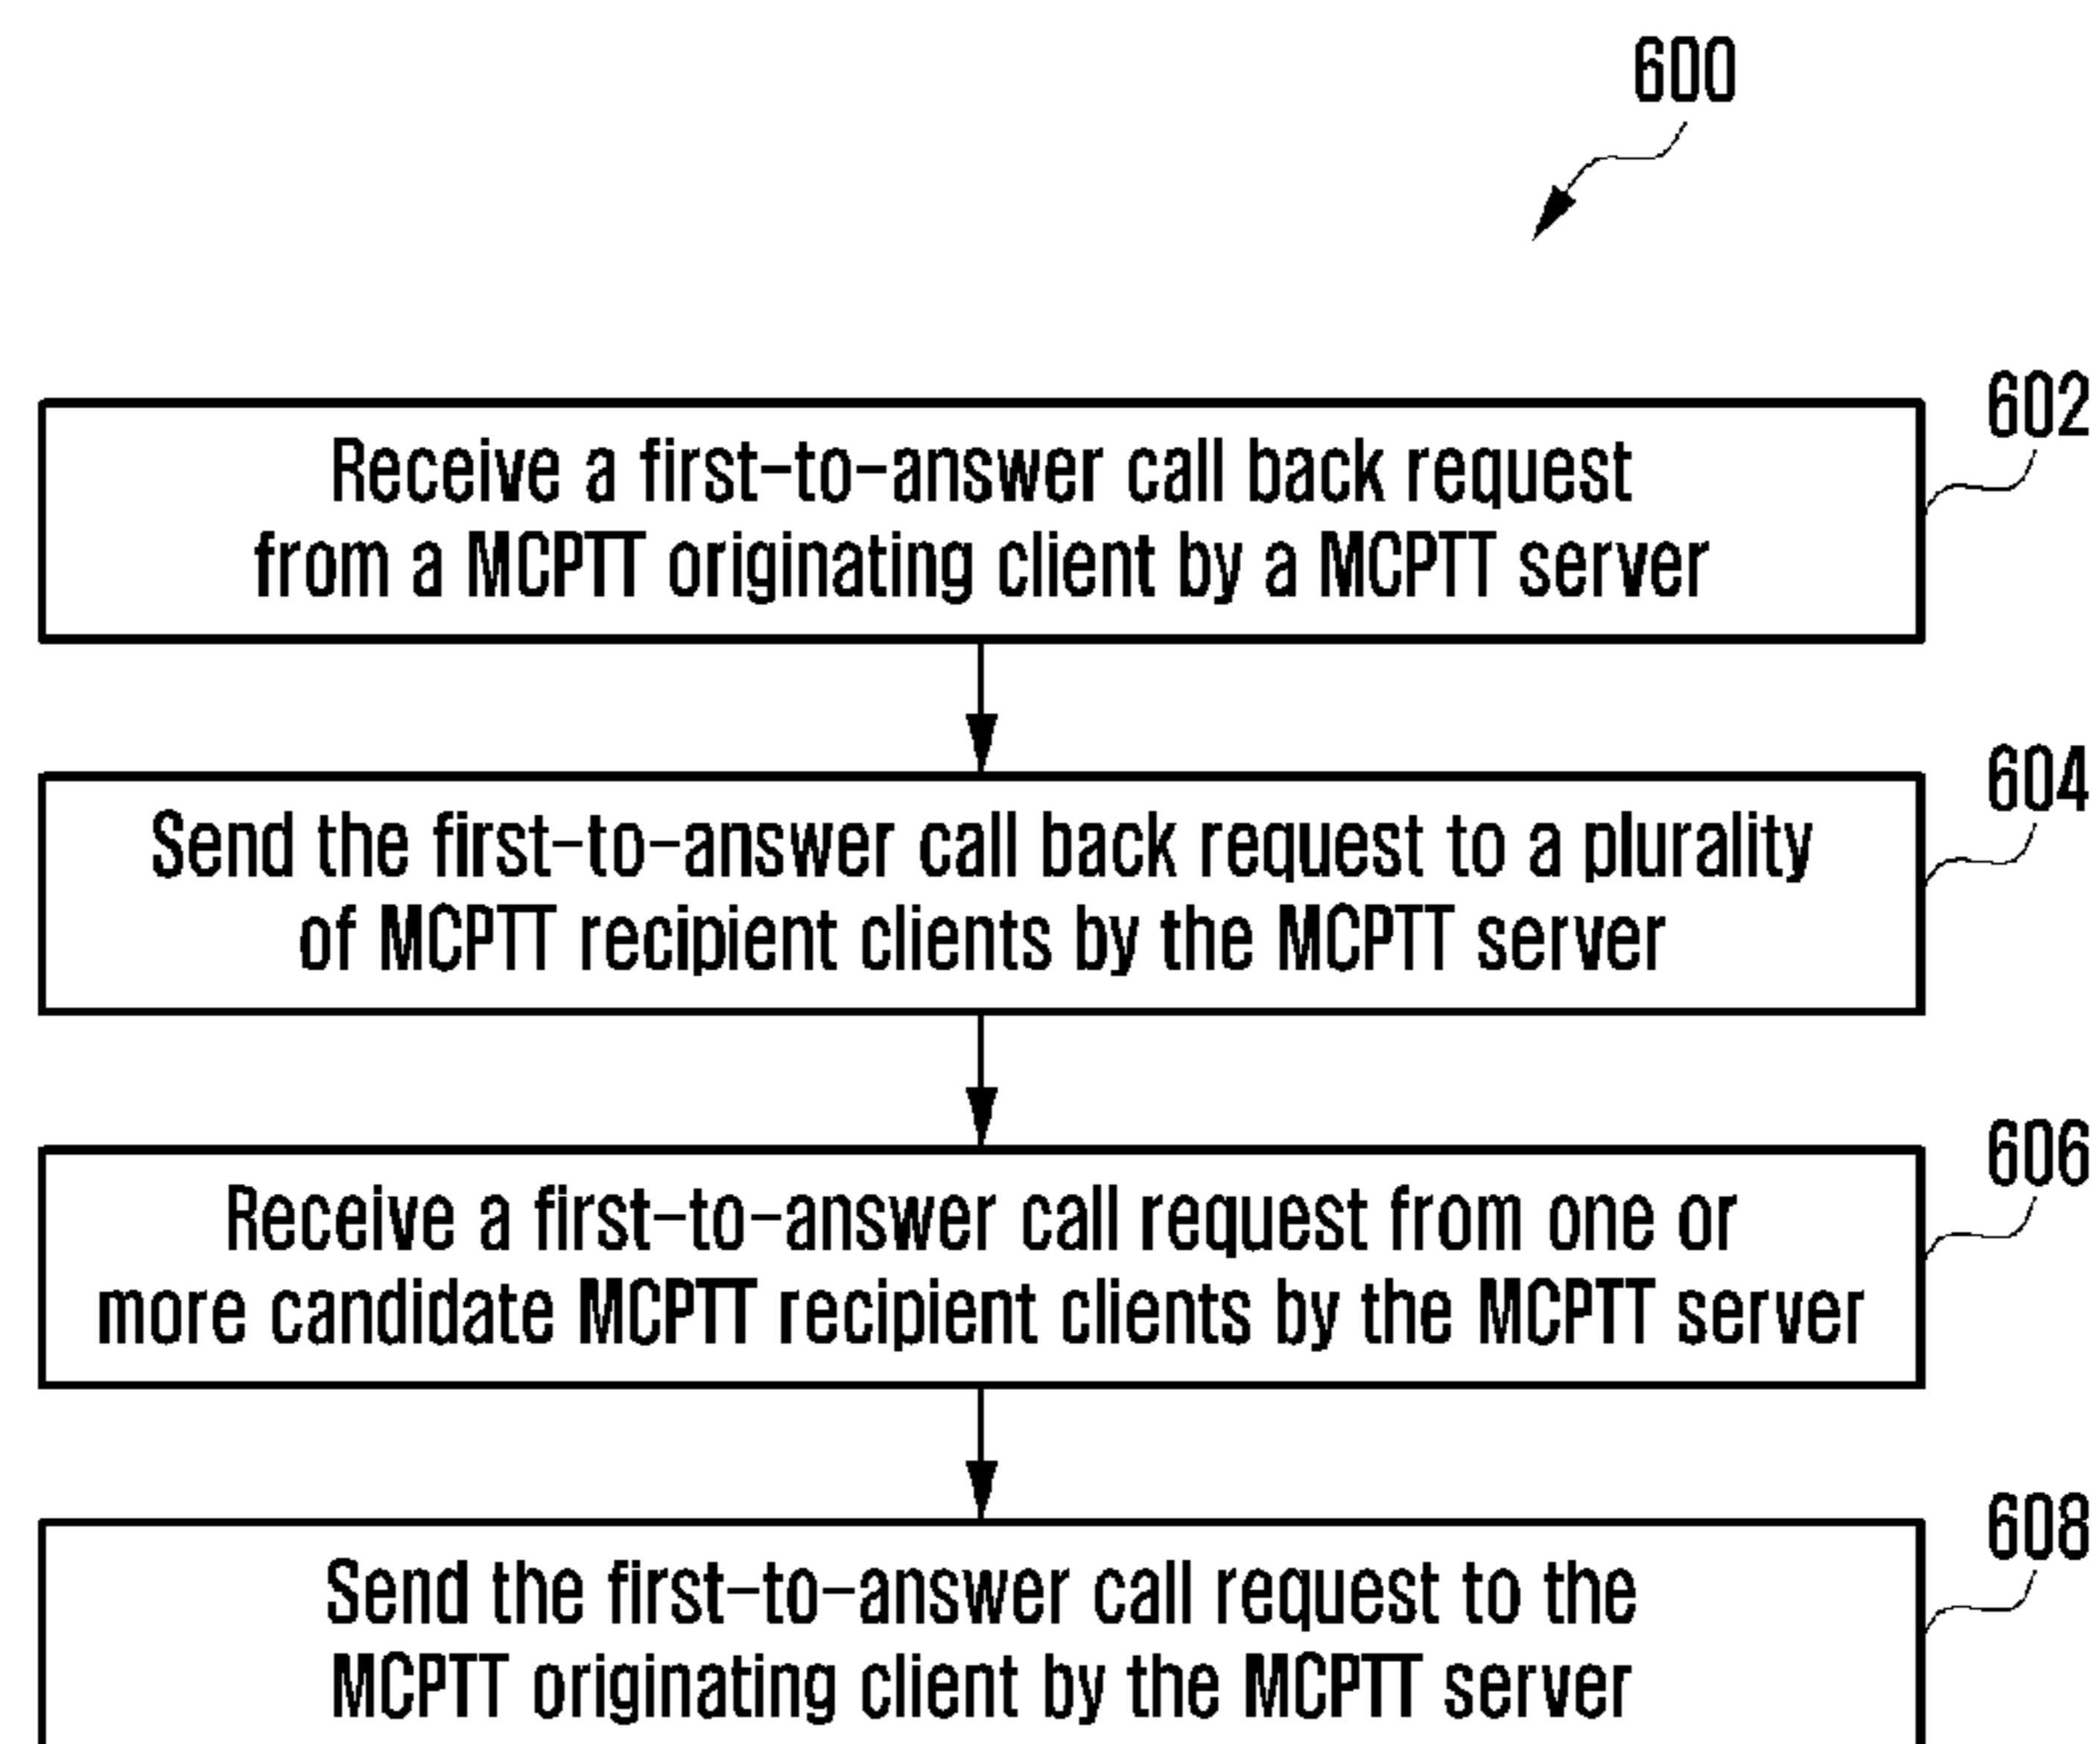 600
602
Receive a first-to-answer call back request
from a MCPTT originating client by a MCPTT server
604
Send the first-to-answer call back request to a plurality
of MCPTT recipient clients by the MCPTT server
606
Receive a first-to-answer call request from one or
more candidate MCPTT recipient clients by the MCPTT server
608
Send the first-to-answer call request to the
MCPTT originating client by the MCPTT server